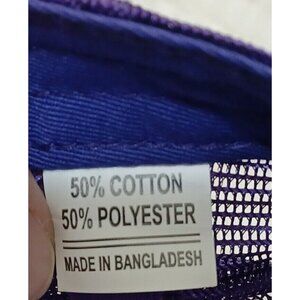 50% COTTON
50% POLYESTER
MADE IN BANGLADESH